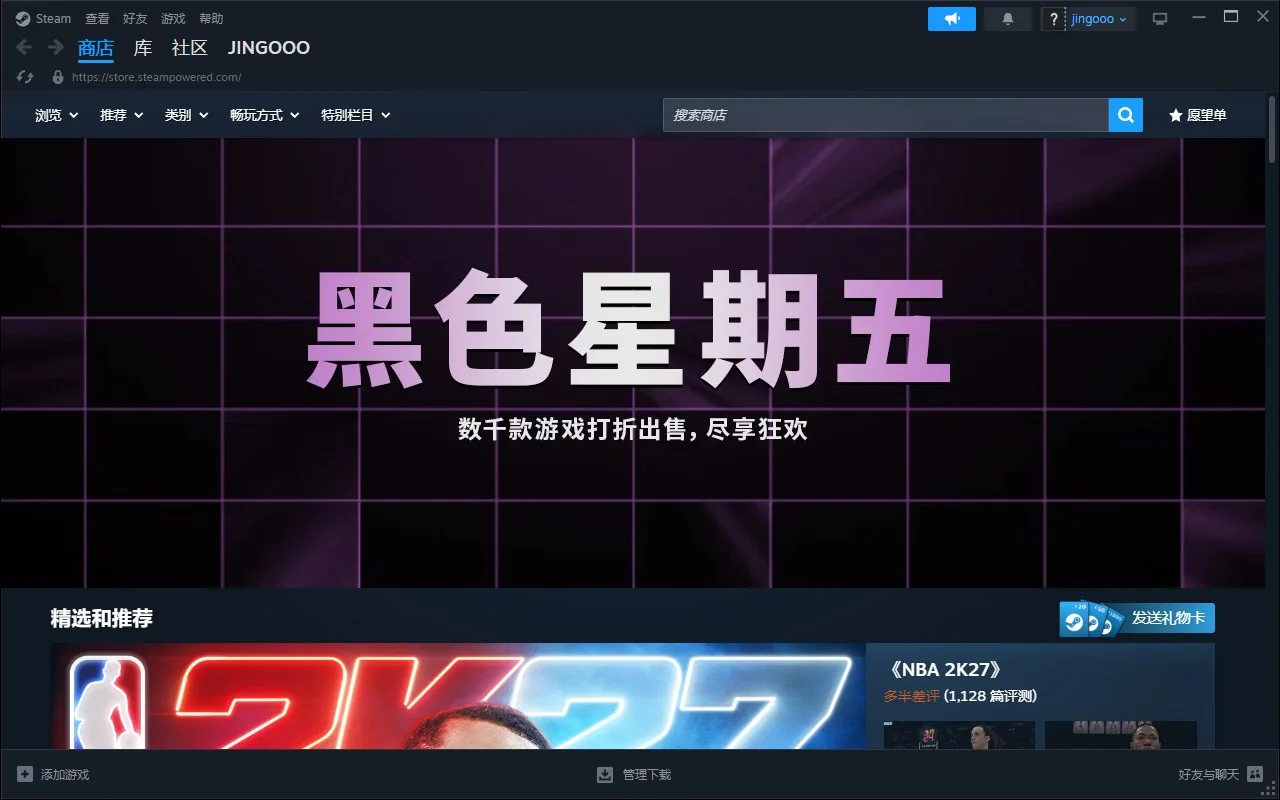 Steam 查看 好友 游戏 帮助
? jingooo
商店 库 社区 JINGOOO
https://store.steampowered.com/
浏览 推荐 类别 畅玩方式 特别栏目 搜索商店 愿望单
黑色星期五
数千款游戏打折出售，尽享狂欢
精选和推荐
发送礼物卡
2K27
《NBA 2K27》
多半差评 (1,128 篇评测)
添加游戏 管理下载 好友与聊天